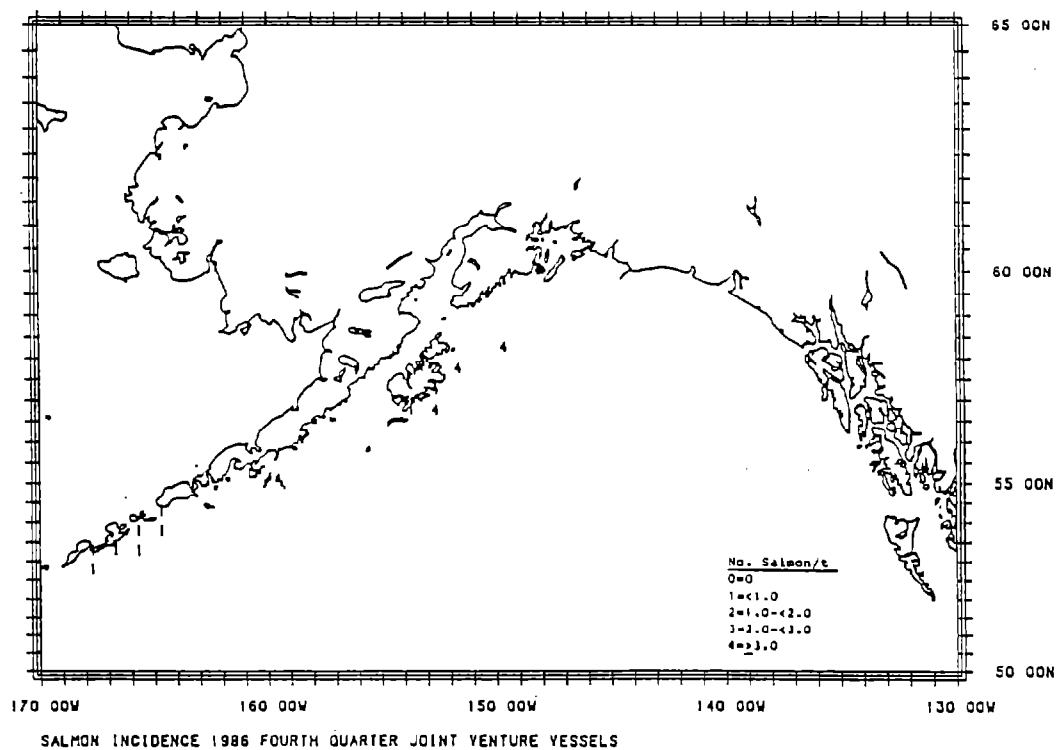 65 00N
60 00N
4
4
4
4
55 00N
1 1 1 1
1 1
No. Salmon/t
0=0
1=<1.0
2=1.0-<2.0
3=2.0-<3.0
4=≥3.0
50 00N
170 00W 160 00W 150 00W 140 00W 130 00W
SALMON INCIDENCE 1986 FOURTH QUARTER JOINT VENTURE VESSELS